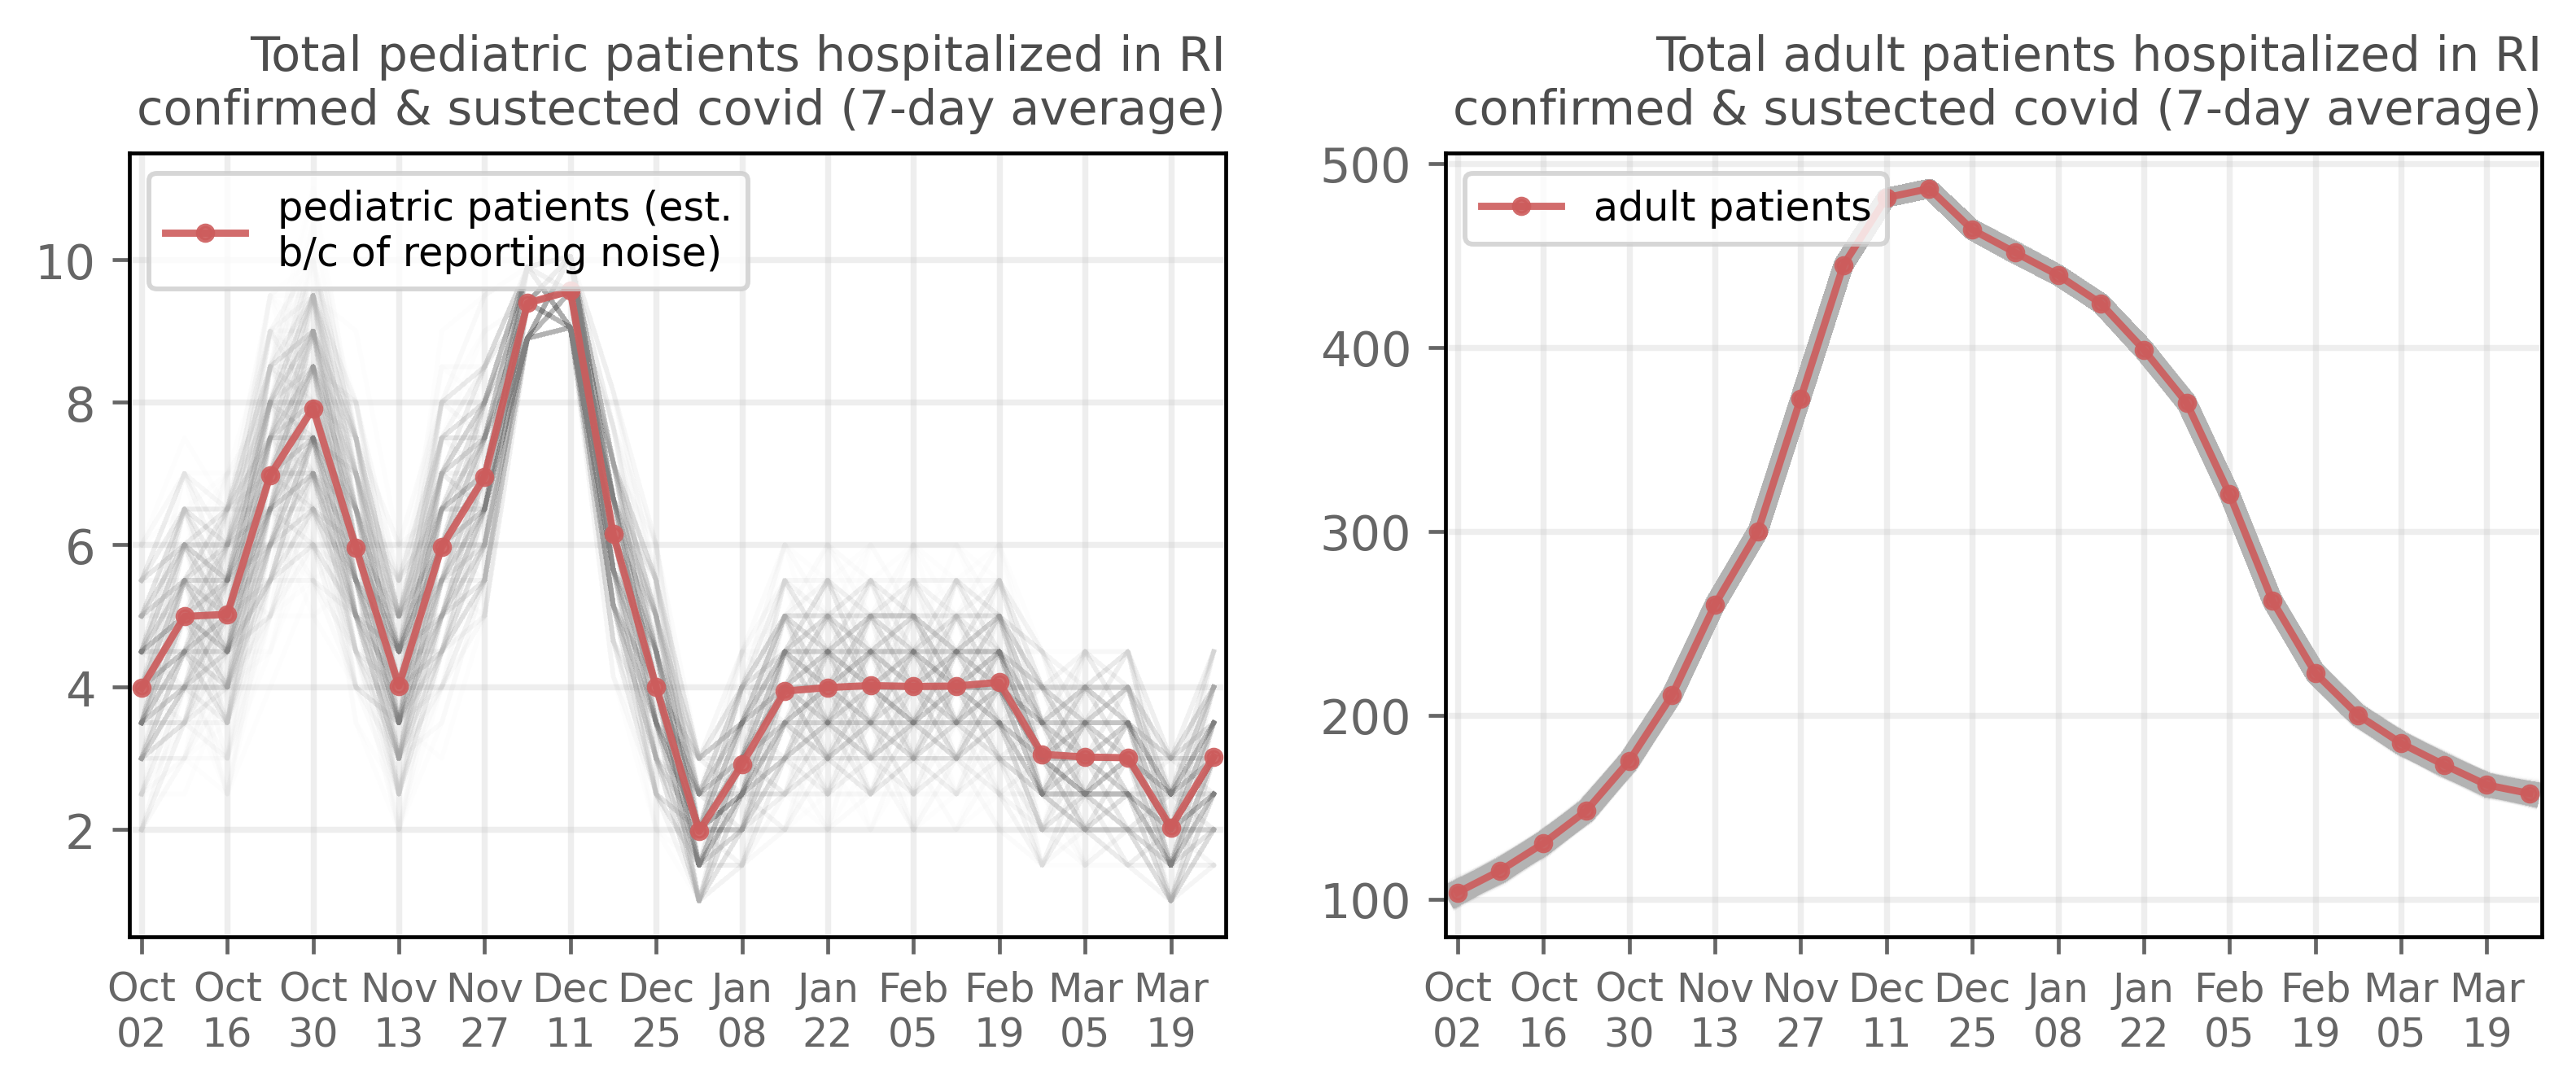 Total pediatric patients hospitalized in RI
confirmed & sustected covid (7-day average)
pediatric patients (est.
b/c of reporting noise)
10
8
6
4
2
Oct Oct Oct Nov Nov Dec Dec Jan Jan Feb Feb Mar Mar
02 16 30 13 27 11 25 08 22 05 19 05 19
Total adult patients hospitalized in RI
confirmed & sustected covid (7-day average)
adult patients
500
400
300
200
100
Oct Oct Oct Nov Nov Dec Dec Jan Jan Feb Feb Mar Mar
02 16 30 13 27 11 25 08 22 05 19 05 19